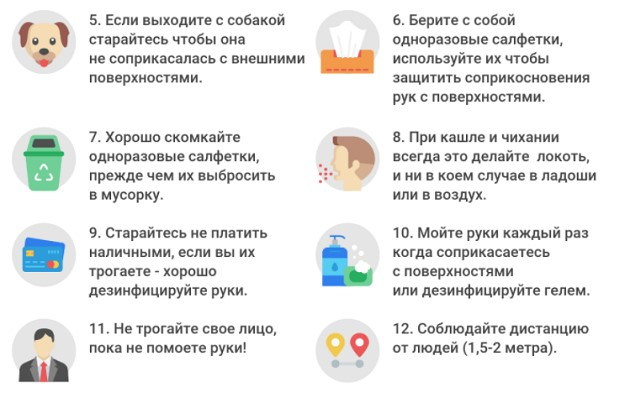 5. Если выходите с собакой
старайтесь чтобы она
не соприкасалась с внешними
поверхностями.
6. Берите с собой
одноразовые салфетки,
используйте их чтобы
защитить соприкосновения
рук с поверхностями.
7. Хорошо скомкайте
одноразовые салфетки,
прежде чем их выбросить
в мусорку.
8. При кашле и чихании
всегда это делайте локоть,
и ни в коем случае в ладоши
или в воздух.
9. Старайтесь не платить
наличными, если вы их
трогаете - хорошо
дезинфицируйте руки.
10. Мойте руки каждый раз
когда соприкасаетесь
с поверхностями
или дезинфицируйте гелем.
11. Не трогайте свое лицо,
пока не помоете руки!
12. Соблюдайте дистанцию
от людей (1,5-2 метра).